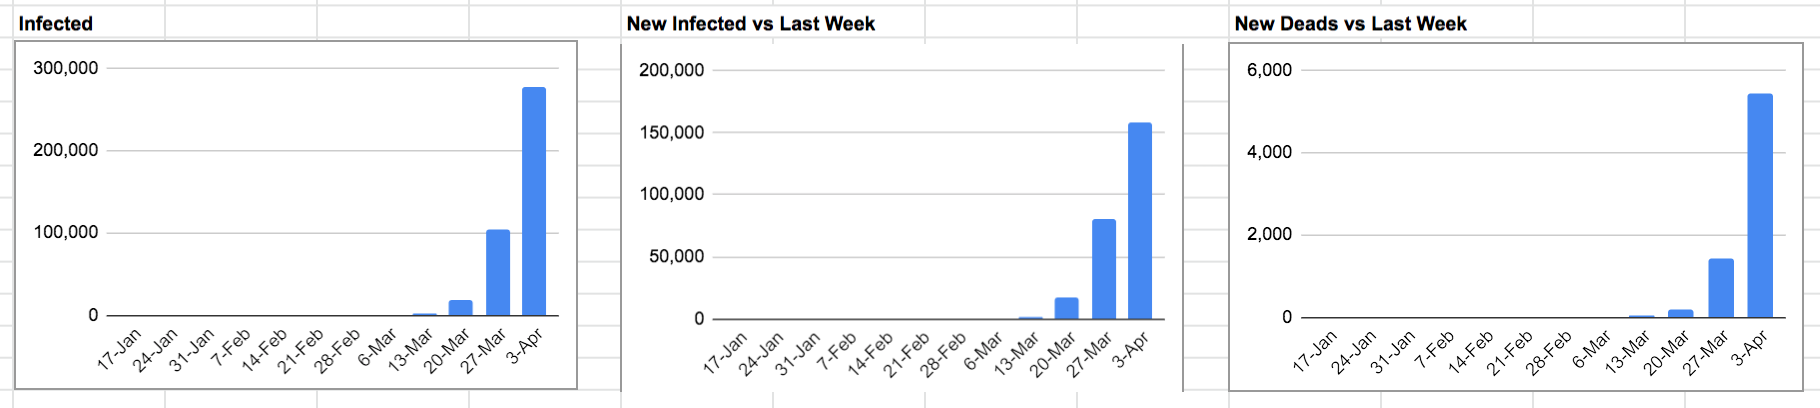 Infected
300,000
200,000
100,000
0
17-Jan 24-Jan 31-Jan 7-Feb 14-Feb 21-Feb 28-Feb 6-Mar 13-Mar 20-Mar 27-Mar 3-Apr
New Infected vs Last Week
200,000
150,000
100,000
50,000
0
17-Jan 24-Jan 31-Jan 7-Feb 14-Feb 21-Feb 28-Feb 6-Mar 13-Mar 20-Mar 27-Mar 3-Apr
New Deads vs Last Week
6,000
4,000
2,000
0
17-Jan 24-Jan 31-Jan 7-Feb 14-Feb 21-Feb 28-Feb 6-Mar 13-Mar 20-Mar 27-Mar 3-Apr